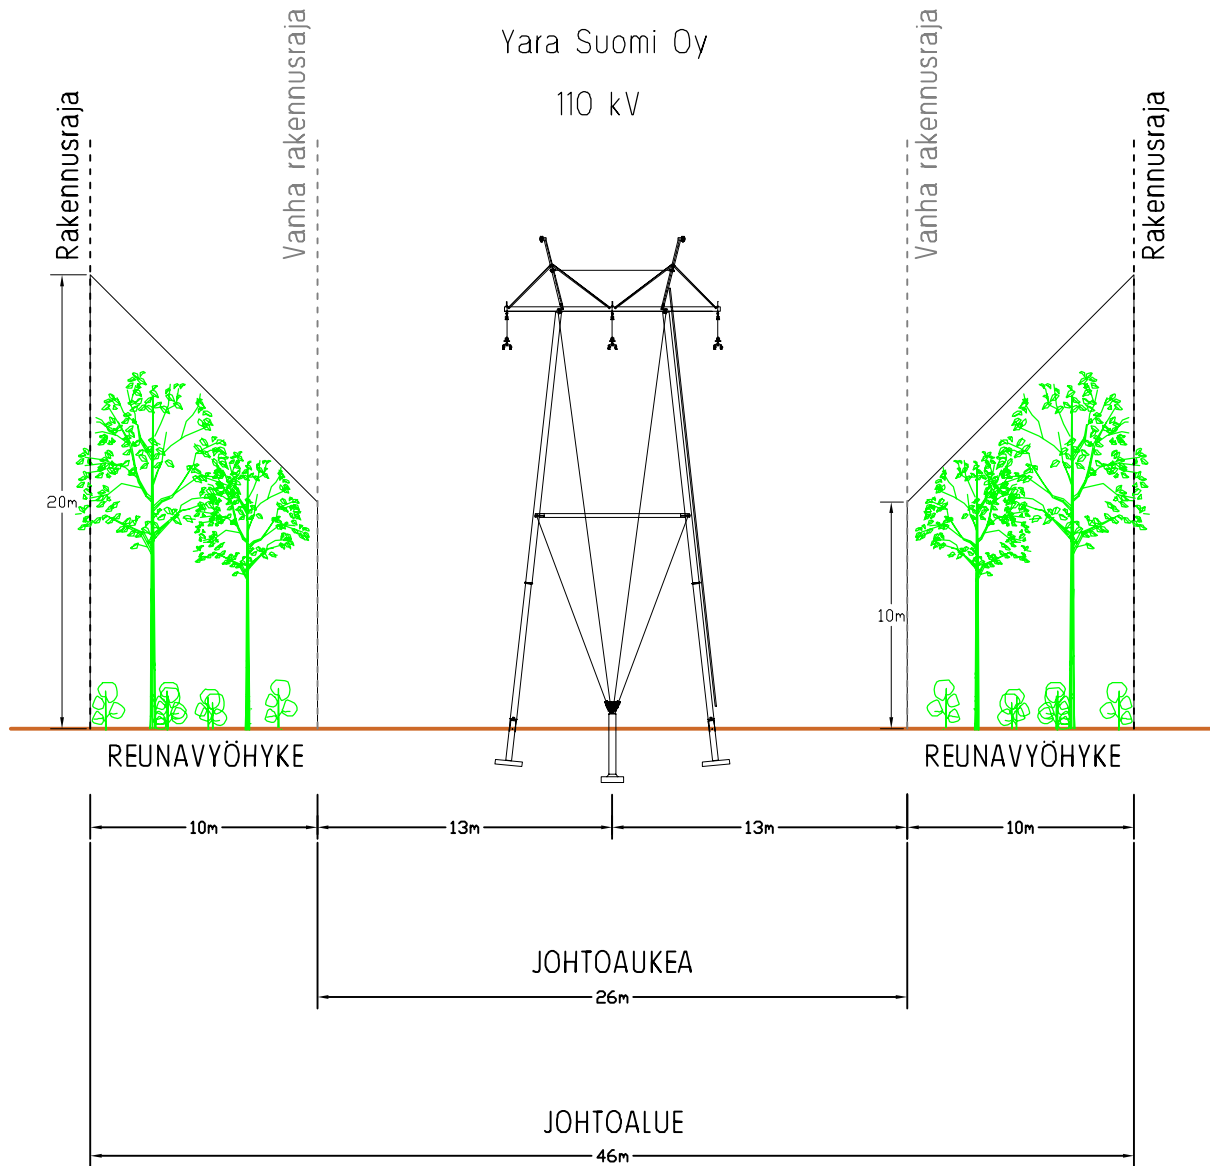 Yara Suomi Oy
110 kV
Rakennusraja
Vanha rakennusraja
Vanha rakennusraja
Rakennusraja
20m
10m
REUNAVYÖHYKE
REUNAVYÖHYKE
10m
13m
13m
10m
JOHTOAUKEA
26m
JOHTOALUE
46m